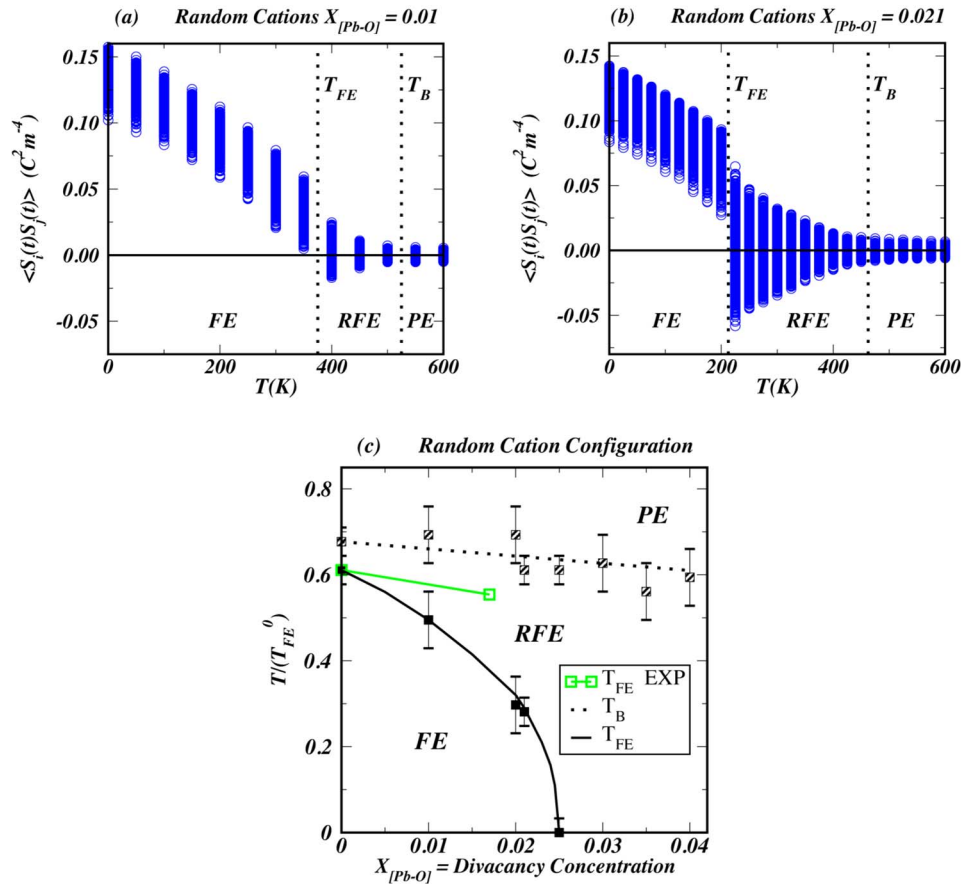 (a) Random Cations X[Pb-O] = 0.01
<Si(t)Sj(t)> (C²m⁻⁴)
0.15
0.10
0.05
0.00
-0.05
TFE
TB
FE
RFE
PE
0 200 400 600
T(K)
(b) Random Cations X[Pb-O] = 0.021
<Si(t)Sj(t)> (C²m⁻⁴)
0.15
0.10
0.05
0.00
-0.05
TFE
TB
FE
RFE
PE
0 200 400 600
T(K)
(c) Random Cation Configuration
T/(TFE⁰)
0.8
0.6
0.4
0.2
0
PE
RFE
FE
TFE EXP
TB
TFE
0 0.01 0.02 0.03 0.04
X[Pb-O] = Divacancy Concentration